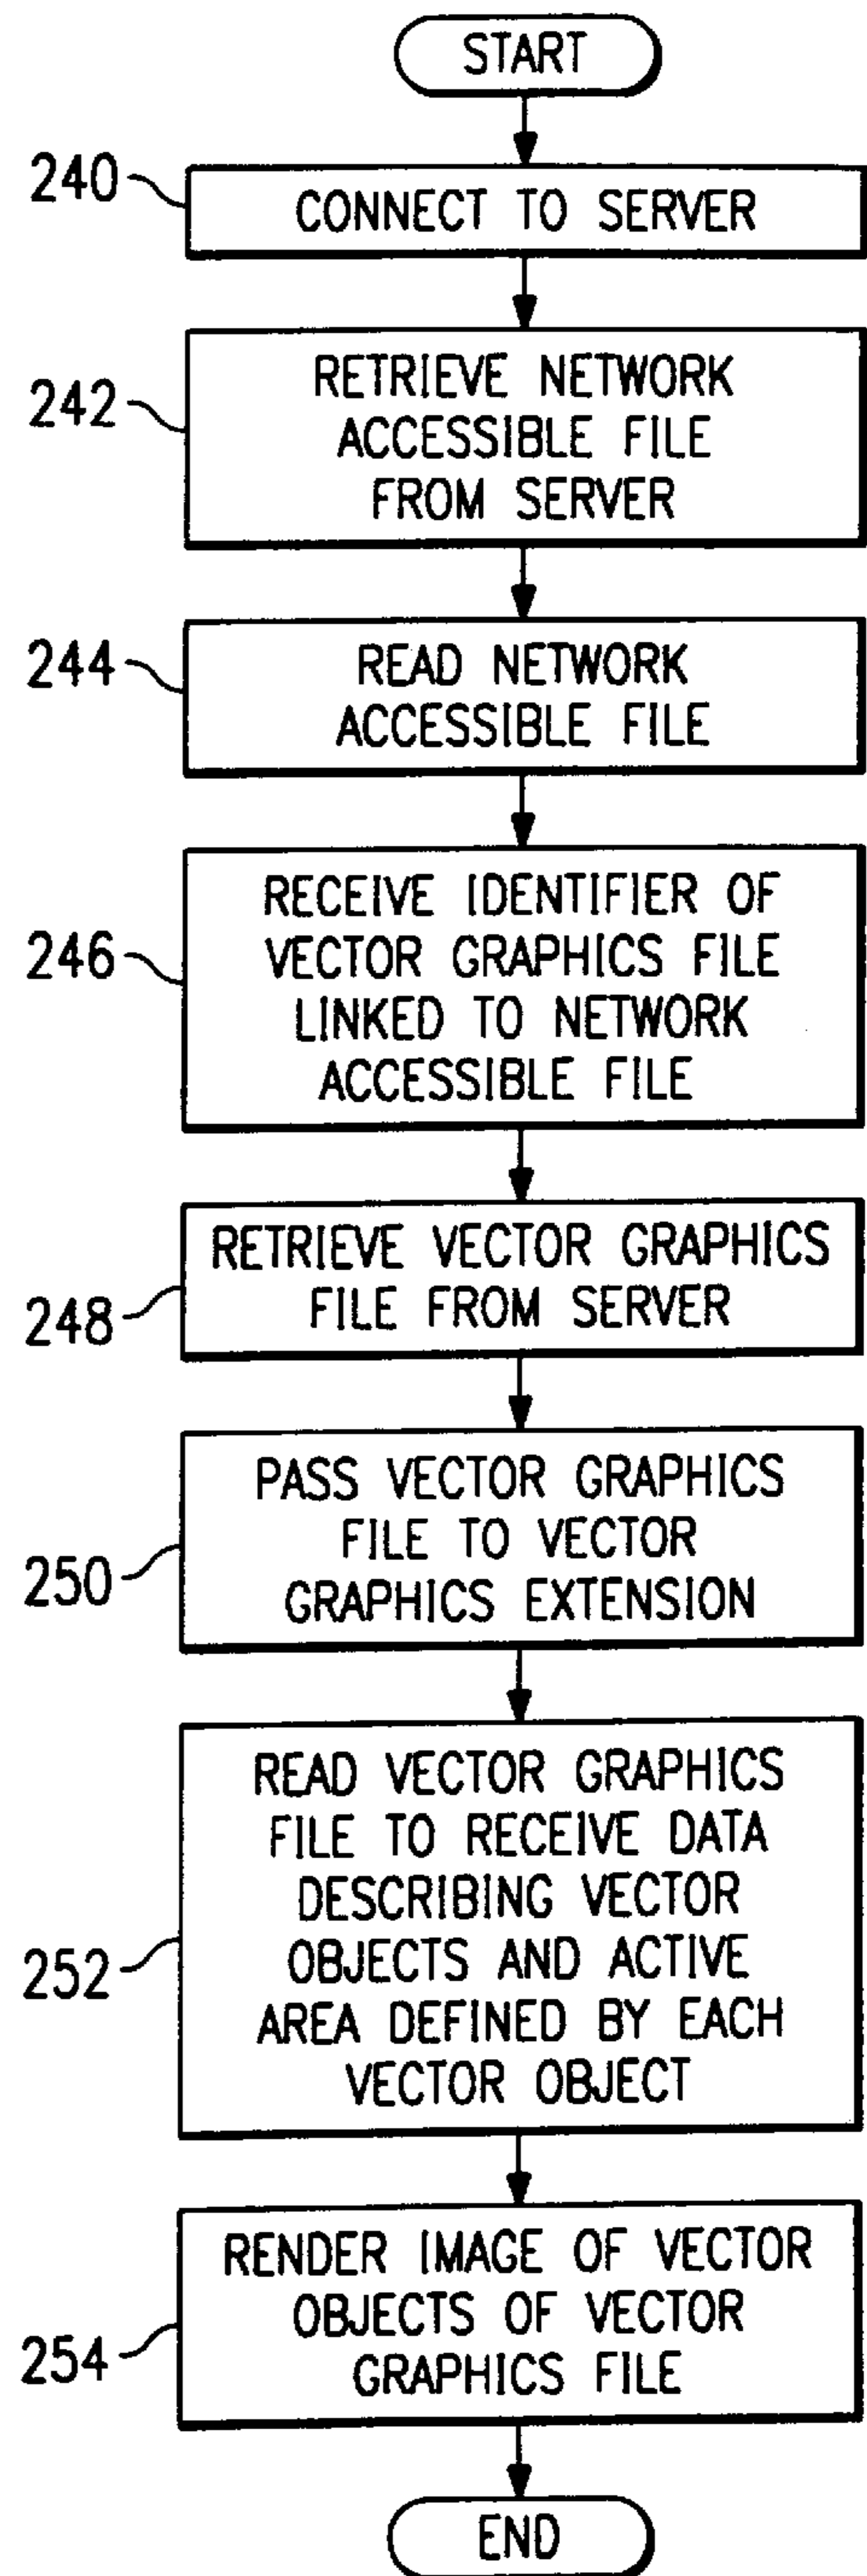 START
240
CONNECT TO SERVER
242
RETRIEVE NETWORK
ACCESSIBLE FILE
FROM SERVER
244
READ NETWORK
ACCESSIBLE FILE
246
RECEIVE IDENTIFIER OF
VECTOR GRAPHICS FILE
LINKED TO NETWORK
ACCESSIBLE FILE
248
RETRIEVE VECTOR GRAPHICS
FILE FROM SERVER
250
PASS VECTOR GRAPHICS
FILE TO VECTOR
GRAPHICS EXTENSION
252
READ VECTOR GRAPHICS
FILE TO RECEIVE DATA
DESCRIBING VECTOR
OBJECTS AND ACTIVE
AREA DEFINED BY EACH
VECTOR OBJECT
254
RENDER IMAGE OF VECTOR
OBJECTS OF VECTOR
GRAPHICS FILE
END